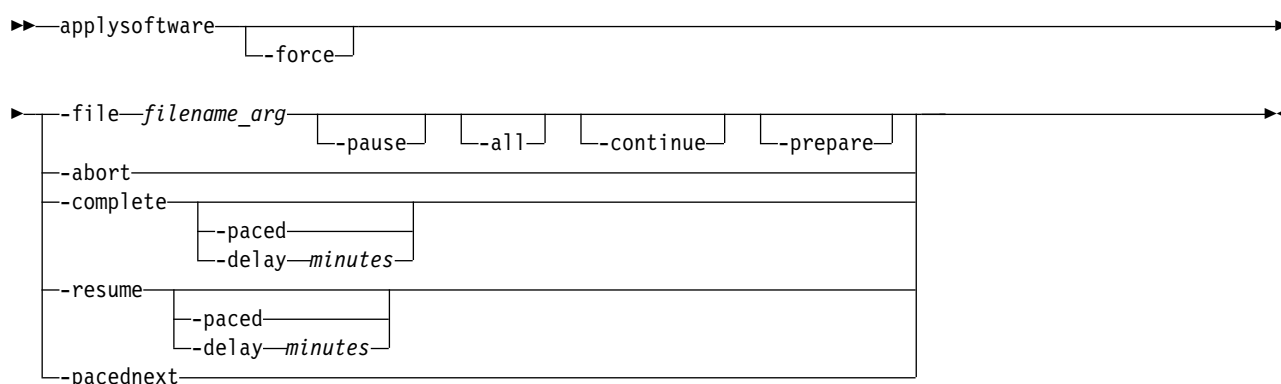 applysoftware
-force
-file filename_arg
-pause -all -continue -prepare
-abort
-complete
-paced
-delay minutes
-resume
-paced
-delay minutes
-pacednext